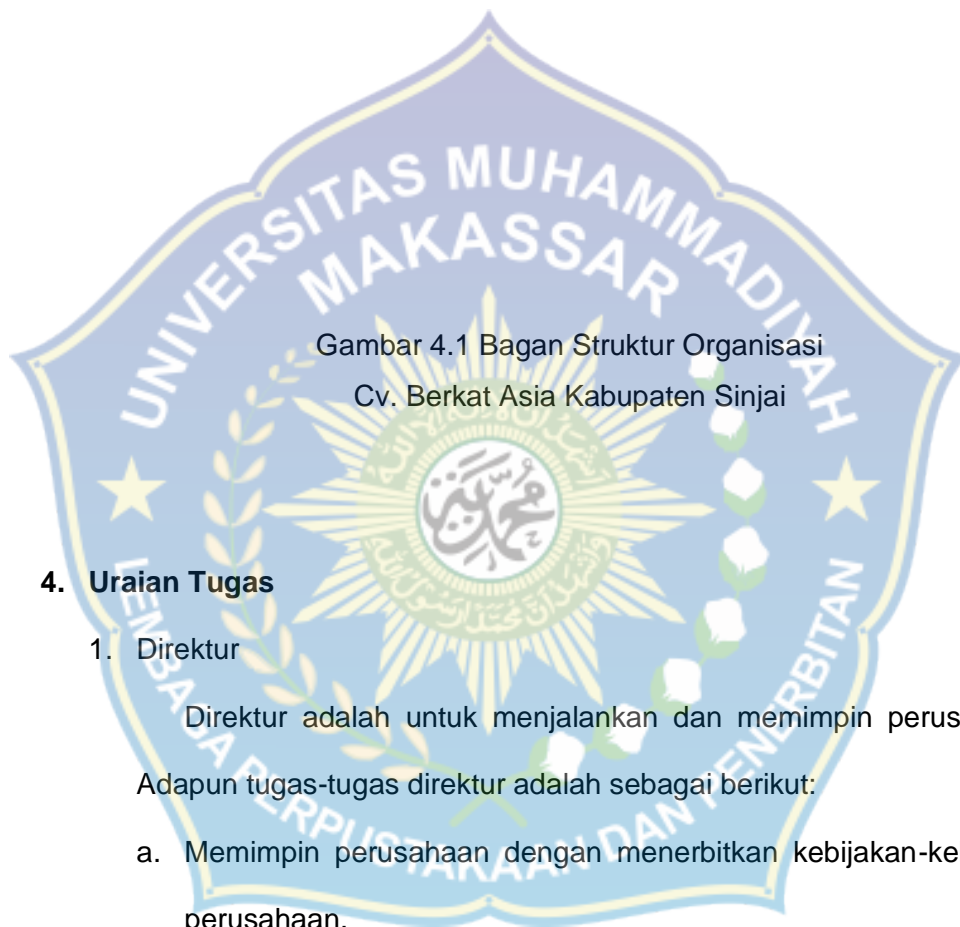 UNIVERSITAS MUHAMMADIYAH
MAKASSAR
Gambar 4.1 Bagan Struktur Organisasi
Cv. Berkat Asia Kabupaten Sinjai
محمد
4. Uraian Tugas
1. Direktur
Direktur adalah untuk menjalankan dan memimpin perus
Adapun tugas-tugas direktur adalah sebagai berikut:
a. Memimpin perusahaan dengan menerbitkan kebijakan-ke
perusahaan.
LEMBAGA PERPUSTAKAAN DAN PENERBITAN